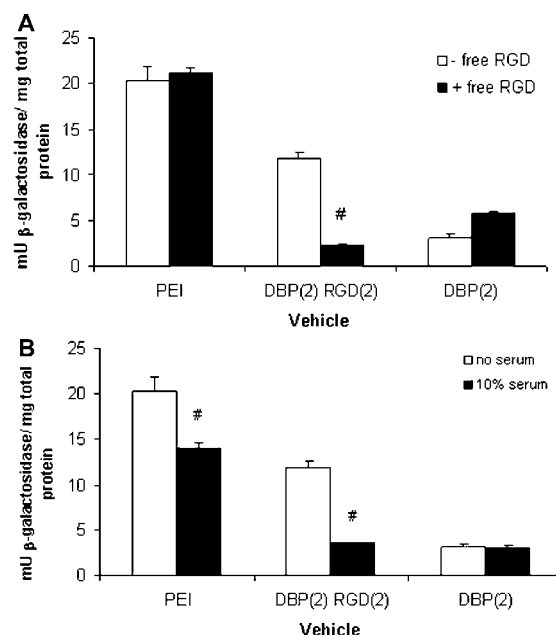 A
mU β-galactosidase/ mg total
protein
25
20
15
10
5
0
- free RGD
+ free RGD
#
PEI
DBP(2) RGD(2)
DBP(2)
Vehicle
B
mU β-galactosidase/ mg total
protein
25
20
15
10
5
0
no serum
10% serum
#
#
PEI
DBP(2) RGD(2)
DBP(2)
Vehicle